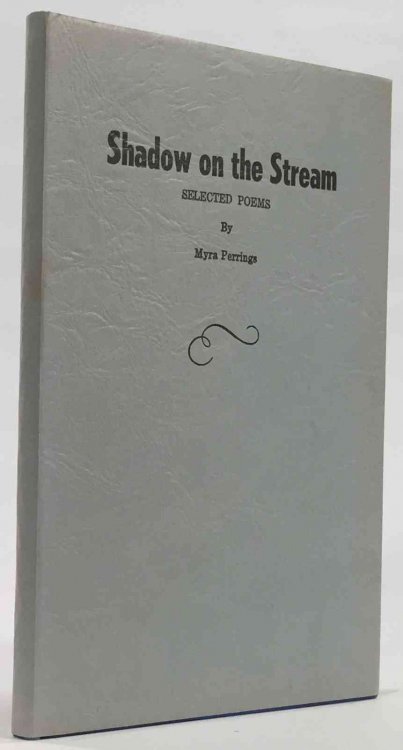 Shadow on the Stream
SELECTED POEMS
By
Myra Perrings